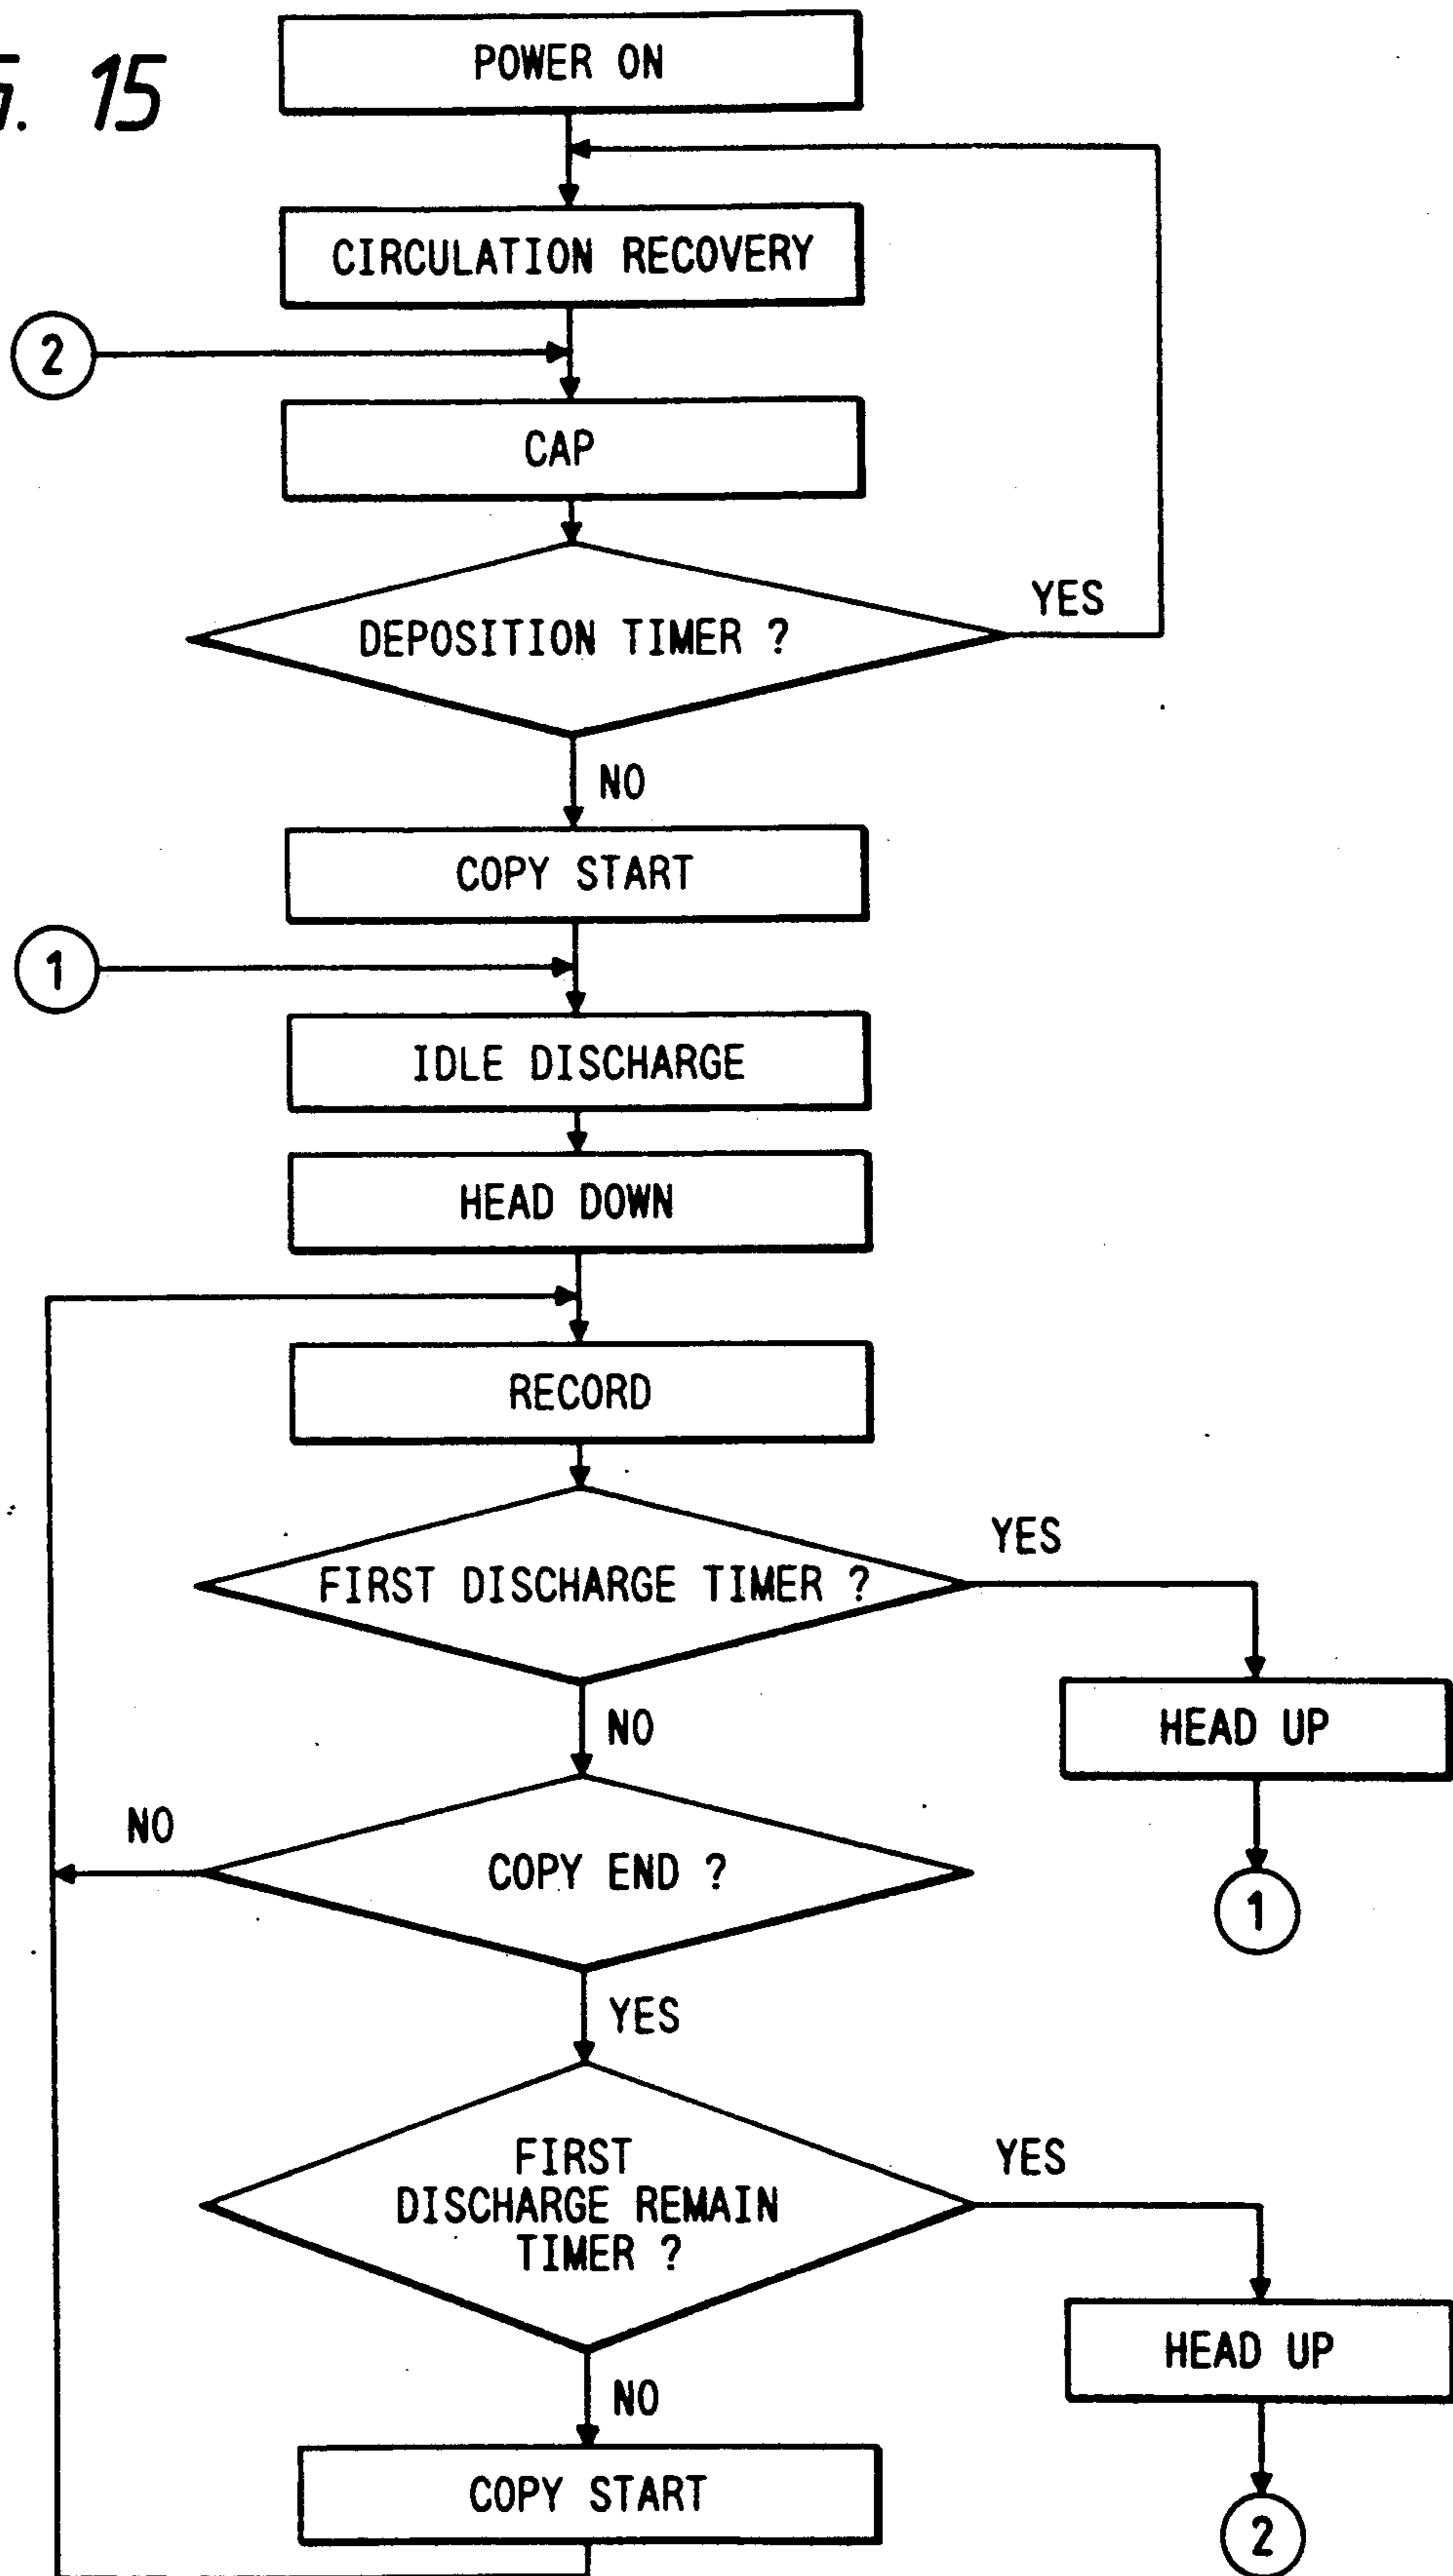 G. 15
POWER ON
CIRCULATION RECOVERY
2
CAP
DEPOSITION TIMER ?
YES
NO
COPY START
1
IDLE DISCHARGE
HEAD DOWN
RECORD
FIRST DISCHARGE TIMER ?
YES
HEAD UP
1
NO
COPY END ?
NO
YES
FIRST
DISCHARGE REMAIN
TIMER ?
YES
HEAD UP
2
NO
COPY START